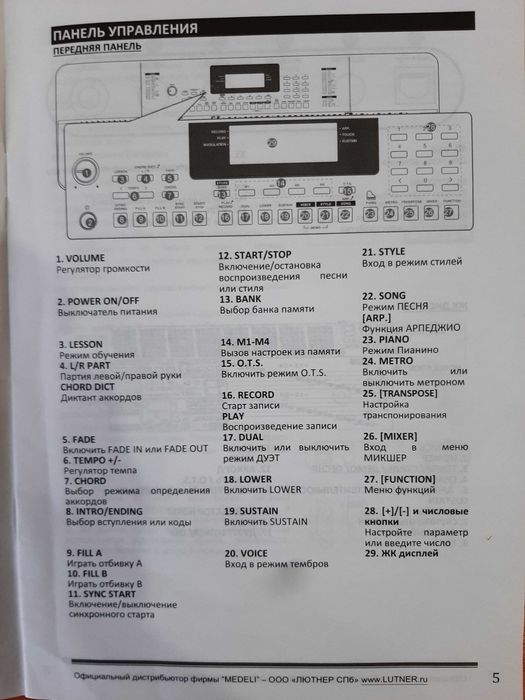 ПАНЕЛЬ УПРАВЛЕНИЯ
ПЕРЕДНЯЯ ПАНЕЛЬ
1. VOLUME
Регулятор громкости
2. POWER ON/OFF
Выключатель питания
3. LESSON
Режим обучения
4. L/R PART
Партия левой/правой руки
CHORD DICT
Диктант аккордов
5. FADE
Включить FADE IN или FADE OUT
6. TEMPO +/-
Регулятор темпа
7. CHORD
Выбор режима определения
аккордов
8. INTRO/ENDING
Выбор вступления или коды
9. FILL A
Играть отбивку A
10. FILL B
Играть отбивку B
11. SYNC START
Включение/выключение
синхронного старта
12. START/STOP
Включение/остановка
воспроизведения песни
или стиля
13. BANK
Выбор банка памяти
14. M1-M4
Вызов настроек из памяти
15. O.T.S.
Включить режим O.T.S.
16. RECORD
Старт записи
PLAY
Воспроизведение записи
17. DUAL
Включить или выключить
режим ДУЭТ
18. LOWER
Включить LOWER
19. SUSTAIN
Включить SUSTAIN
20. VOICE
Вход в режим тембров
21. STYLE
Вход в режим стилей
22. SONG
Режим ПЕСНЯ
[ARP.]
Функция АРПЕДЖИО
23. PIANO
Режим Пианино
24. METRO
Включить или
выключить метроном
25. [TRANSPOSE]
Настройка
транспонирования
26. [MIXER]
Вход в меню
МИКШЕР
27. [FUNCTION]
Меню функций
28. [+]/[-] и числовые
кнопки
Настройте параметр
или введите число
29. ЖК дисплей
Официальный дистрибьютор фирмы "MEDELI" – ООО «ЛЮТНЕР СПб» www.LUTNER.ru
5